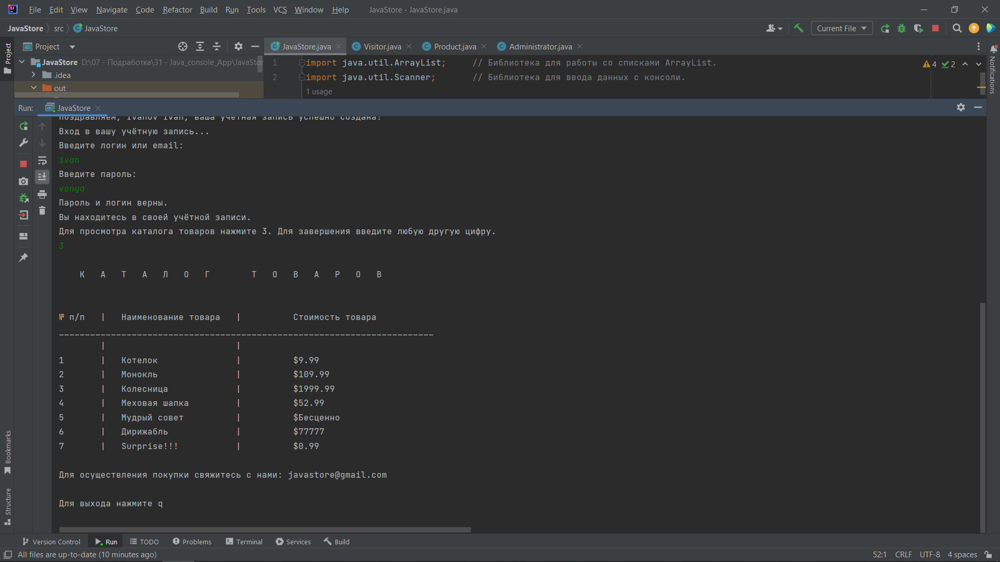 File Edit View Navigate Code Refactor Build Run Tools VCS Window Help JavaStore - JavaStore.java
JavaStore src JavaStore Current File
Project JavaStore.java Visitor.java Product.java Administrator.java
Project
Notifications
JavaStore D:\07 - Подработка\31 - Java_console_App\JavaStor
.idea
out
1 import java.util.ArrayList; // Библиотека для работы со списками ArrayList.
2 import java.util.Scanner; // Библиотека для ввода данных с консоли.
1 usage
4 2
Run: JavaStore
Поздравляем, Ivanov Ivan, ваша учётная запись успешно создана!
Вход в вашу учётную запись...
Введите логин или email:
ivan
Введите пароль:
vanya
Пароль и логин верны.
Вы находитесь в своей учётной записи.
Для просмотра каталога товаров нажмите 3. Для завершения введите любую другую цифру.
3
К А Т А Л О Г Т О В А Р О В
№ п/п | Наименование товара | Стоимость товара
________________________________________________________________________
| |
1 | Котелок | $9.99
2 | Монокль | $109.99
3 | Колесница | $1999.99
4 | Меховая шапка | $52.99
5 | Мудрый совет | $Бесценно
6 | Дирижабль | $77777
7 | Surprise!!! | $0.99
Для осуществления покупки свяжитесь с нами: javastore@gmail.com
Для выхода нажмите q
Bookmarks
Structure
Version Control Run TODO Problems Terminal Services Build
All files are up-to-date (10 minutes ago) 52:1 CRLF UTF-8 4 spaces